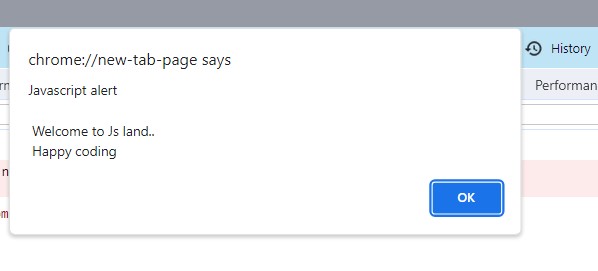 chrome://new-tab-page says
History
Javascript alert
Performan
Welcome to Js land..
Happy coding
OK